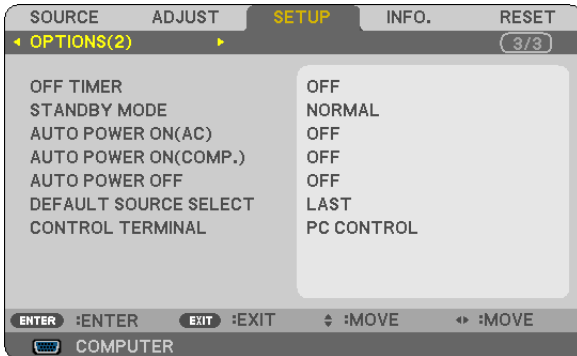 SOURCE ADJUST SETUP INFO. RESET
OPTIONS(2) 3/3
OFF TIMER OFF
STANDBY MODE NORMAL
AUTO POWER ON(AC) OFF
AUTO POWER ON(COMP.) OFF
AUTO POWER OFF OFF
DEFAULT SOURCE SELECT LAST
CONTROL TERMINAL PC CONTROL
ENTER :ENTER EXIT :EXIT :MOVE :MOVE
COMPUTER